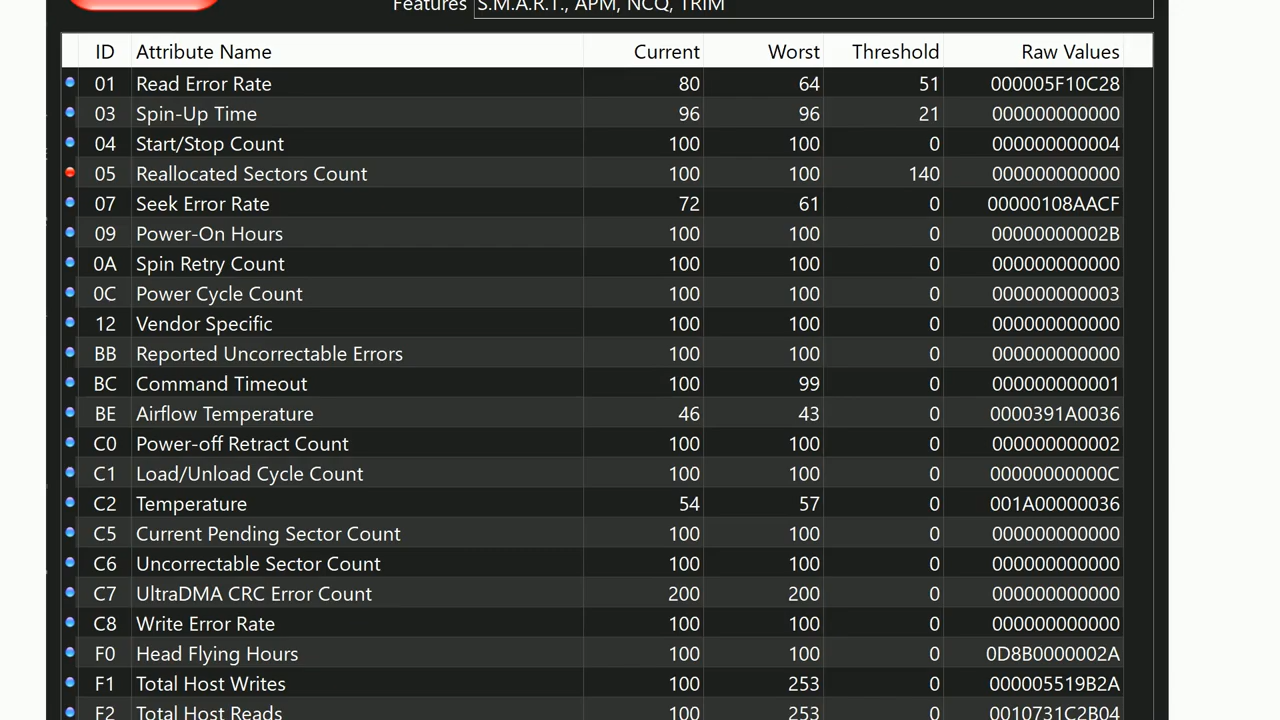 Features S.M.A.R.T., APM, NCQ, TRIM
ID Attribute Name Current Worst Threshold Raw Values
01 Read Error Rate 80 64 51 000005F10C28
03 Spin-Up Time 96 96 21 000000000000
04 Start/Stop Count 100 100 0 000000000004
05 Reallocated Sectors Count 100 100 140 000000000000
07 Seek Error Rate 72 61 0 00000108AACF
09 Power-On Hours 100 100 0 00000000002B
0A Spin Retry Count 100 100 0 000000000000
0C Power Cycle Count 100 100 0 000000000003
12 Vendor Specific 100 100 0 000000000000
BB Reported Uncorrectable Errors 100 100 0 000000000000
BC Command Timeout 100 99 0 000000000001
BE Airflow Temperature 46 43 0 0000391A0036
C0 Power-off Retract Count 100 100 0 000000000002
C1 Load/Unload Cycle Count 100 100 0 00000000000C
C2 Temperature 54 57 0 001A00000036
C5 Current Pending Sector Count 100 100 0 000000000000
C6 Uncorrectable Sector Count 100 100 0 000000000000
C7 UltraDMA CRC Error Count 200 200 0 000000000000
C8 Write Error Rate 100 100 0 000000000000
F0 Head Flying Hours 100 100 0 0D8B0000002A
F1 Total Host Writes 100 253 0 000005519B2A
F2 Total Host Reads 100 253 0 0010731C2B04